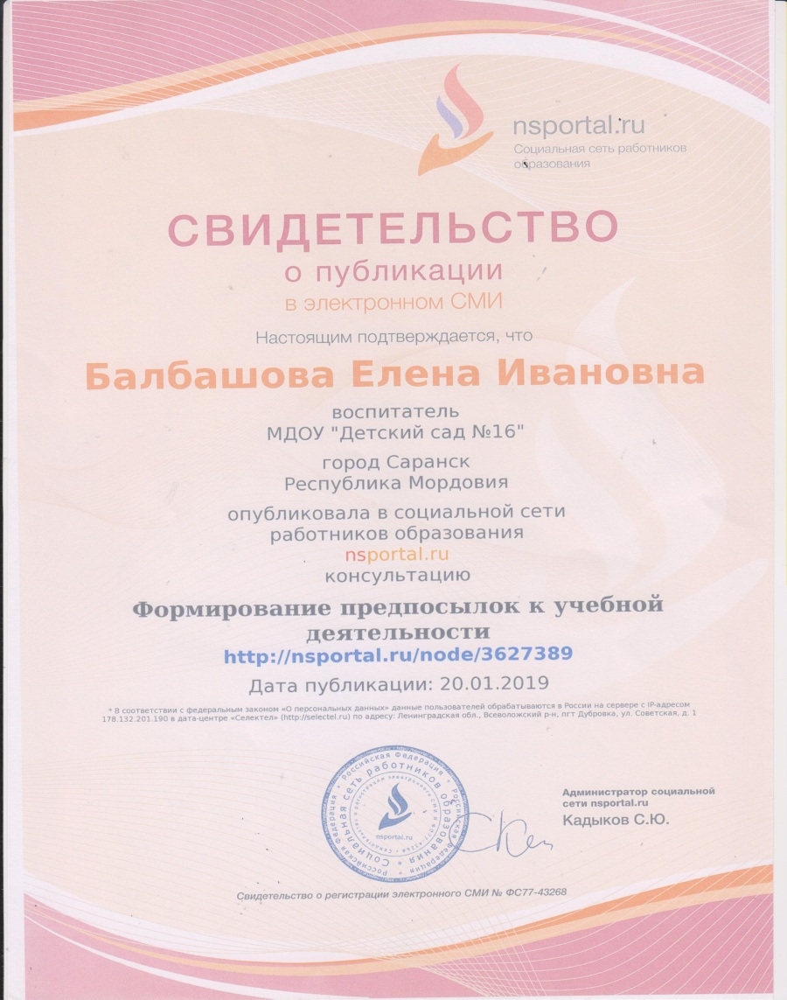 nsportal.ru
Социальная сеть работников
образования
СВИДЕТЕЛЬСТВО
о публикации
в электронном СМИ
Настоящим подтверждается, что
Балбашова Елена Ивановна
воспитатель
МДОУ "Детский сад №16"
город Саранск
Республика Мордовия
опубликовала в социальной сети
работников образования
nsportal.ru
консультацию
Формирование предпосылок к учебной
деятельности
http://nsportal.ru/node/3627389
Дата публикации: 20.01.2019
* В соответствии с федеральным законом «О персональных данных» данные пользователей обрабатываются в России на сервере с IP-адресом
178.132.201.190 в дата-центре «Селектел» (http://selectel.ru) по адресу: Ленинградская обл., Всеволожский р-н, пгт Дубровка, ул. Советская, д. 1
Российская Федерация * Российская Федерация * Российская Федерация *
Социальная сеть работников образования *
nsportal.ru
Администратор социальной
сети nsportal.ru
Кадыков С.Ю.
Свидетельство о регистрации электронного СМИ № ФС77-43268